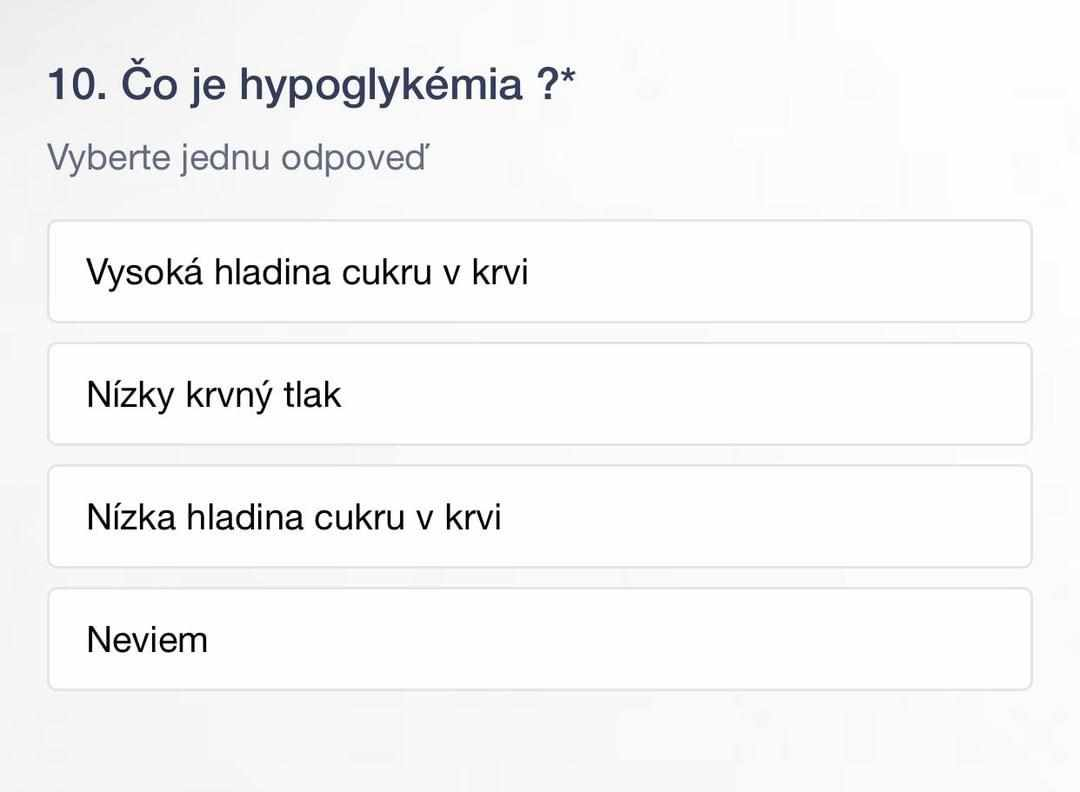 10. Čo je hypoglykémia ?*
Vyberte jednu odpoveď
Vysoká hladina cukru v krvi
Nízky krvný tlak
Nízka hladina cukru v krvi
Neviem